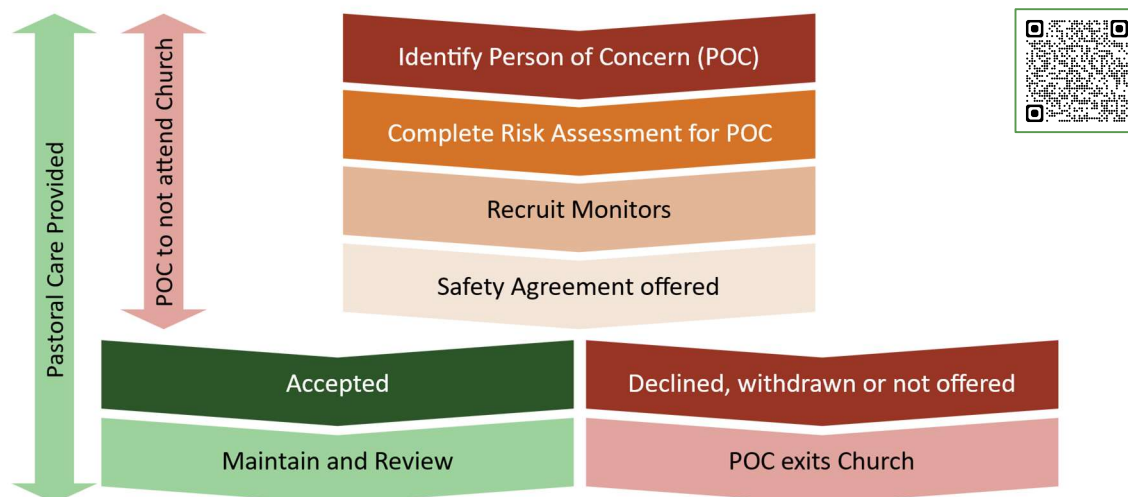 Pastoral Care Provided
POC to not attend Church
Identify Person of Concern (POC)
Complete Risk Assessment for POC
Recruit Monitors
Safety Agreement offered
Accepted
Declined, withdrawn or not offered
Maintain and Review
POC exits Church